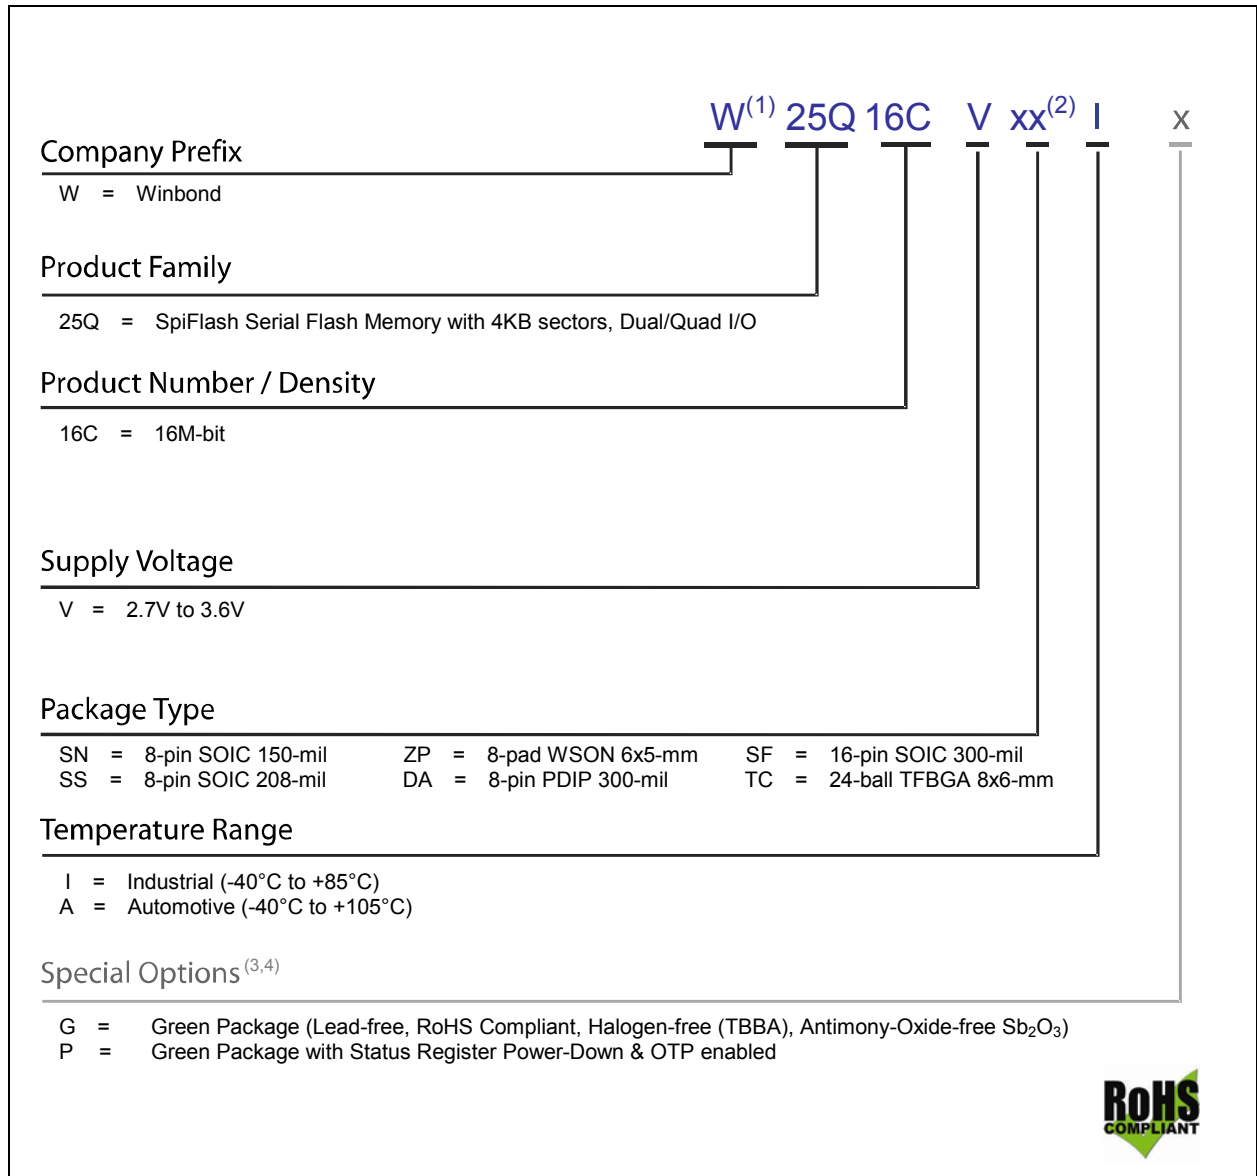 W(1) 25Q 16C V xx(2) I x
Company Prefix
W = Winbond
Product Family
25Q = SpiFlash Serial Flash Memory with 4KB sectors, Dual/Quad I/O
Product Number / Density
16C = 16M-bit
Supply Voltage
V = 2.7V to 3.6V
Package Type
SN = 8-pin SOIC 150-mil ZP = 8-pad WSON 6x5-mm SF = 16-pin SOIC 300-mil
SS = 8-pin SOIC 208-mil DA = 8-pin PDIP 300-mil TC = 24-ball TFBGA 8x6-mm
Temperature Range
I = Industrial (-40°C to +85°C)
A = Automotive (-40°C to +105°C)
Special Options (3,4)
G = Green Package (Lead-free, RoHS Compliant, Halogen-free (TBBA), Antimony-Oxide-free Sb2O3)
P = Green Package with Status Register Power-Down & OTP enabled
RoHS
COMPLIANT